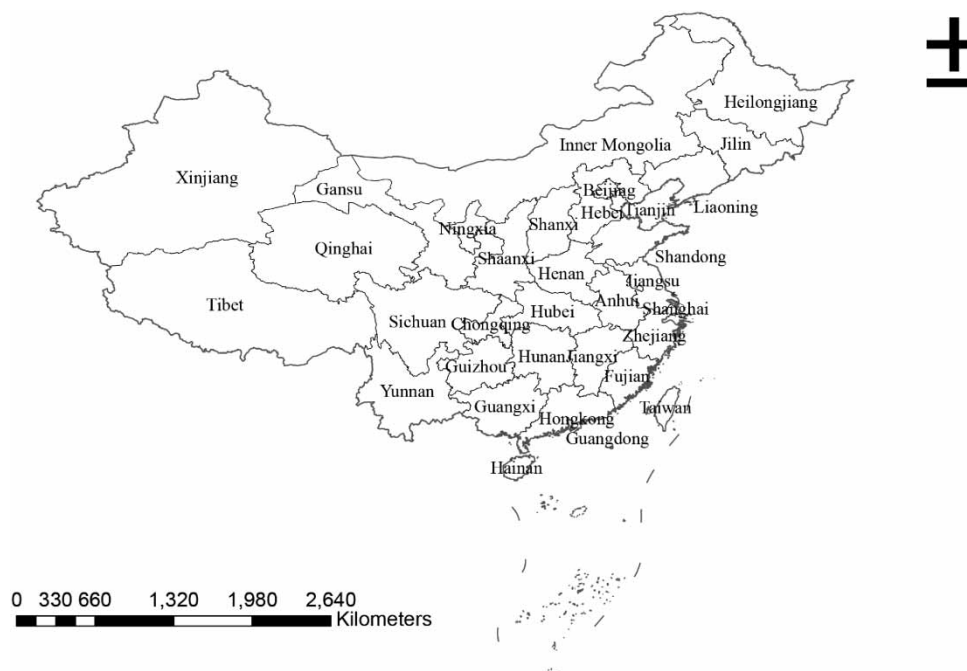 Heilongjiang
Jilin
Inner Mongolia
Xinjiang
Gansu
Beijing
Hebei
Tianjin
Liaoning
Ningxia
Shanxi
Qinghai
Shaanxi
Shandong
Henan
Jiangsu
Tibet
Anhui
Hubei
Shanghai
Sichuan
Chongqing
Zhejiang
Hunan
Jiangxi
Guizhou
Fujian
Yunnan
Guangxi
Taiwan
Hongkong
Guangdong
Hainan
0 330 660 1,320 1,980 2,640
Kilometers